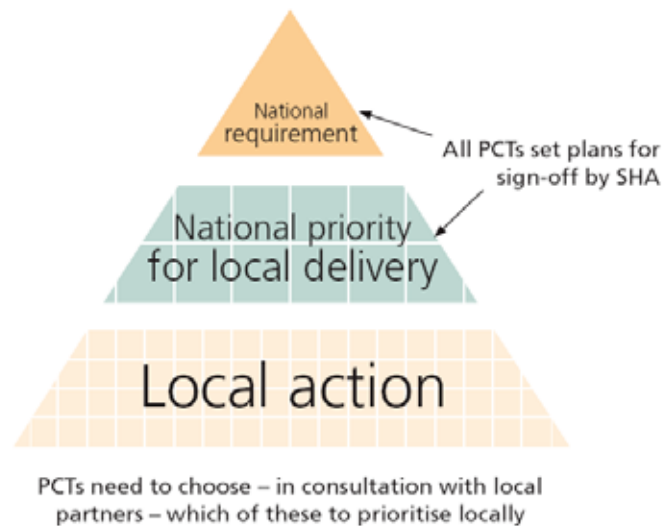 National
requirement
All PCTs set plans for
sign-off by SHA
National priority
for local delivery
Local action
PCTs need to choose – in consultation with local
partners – which of these to prioritise locally